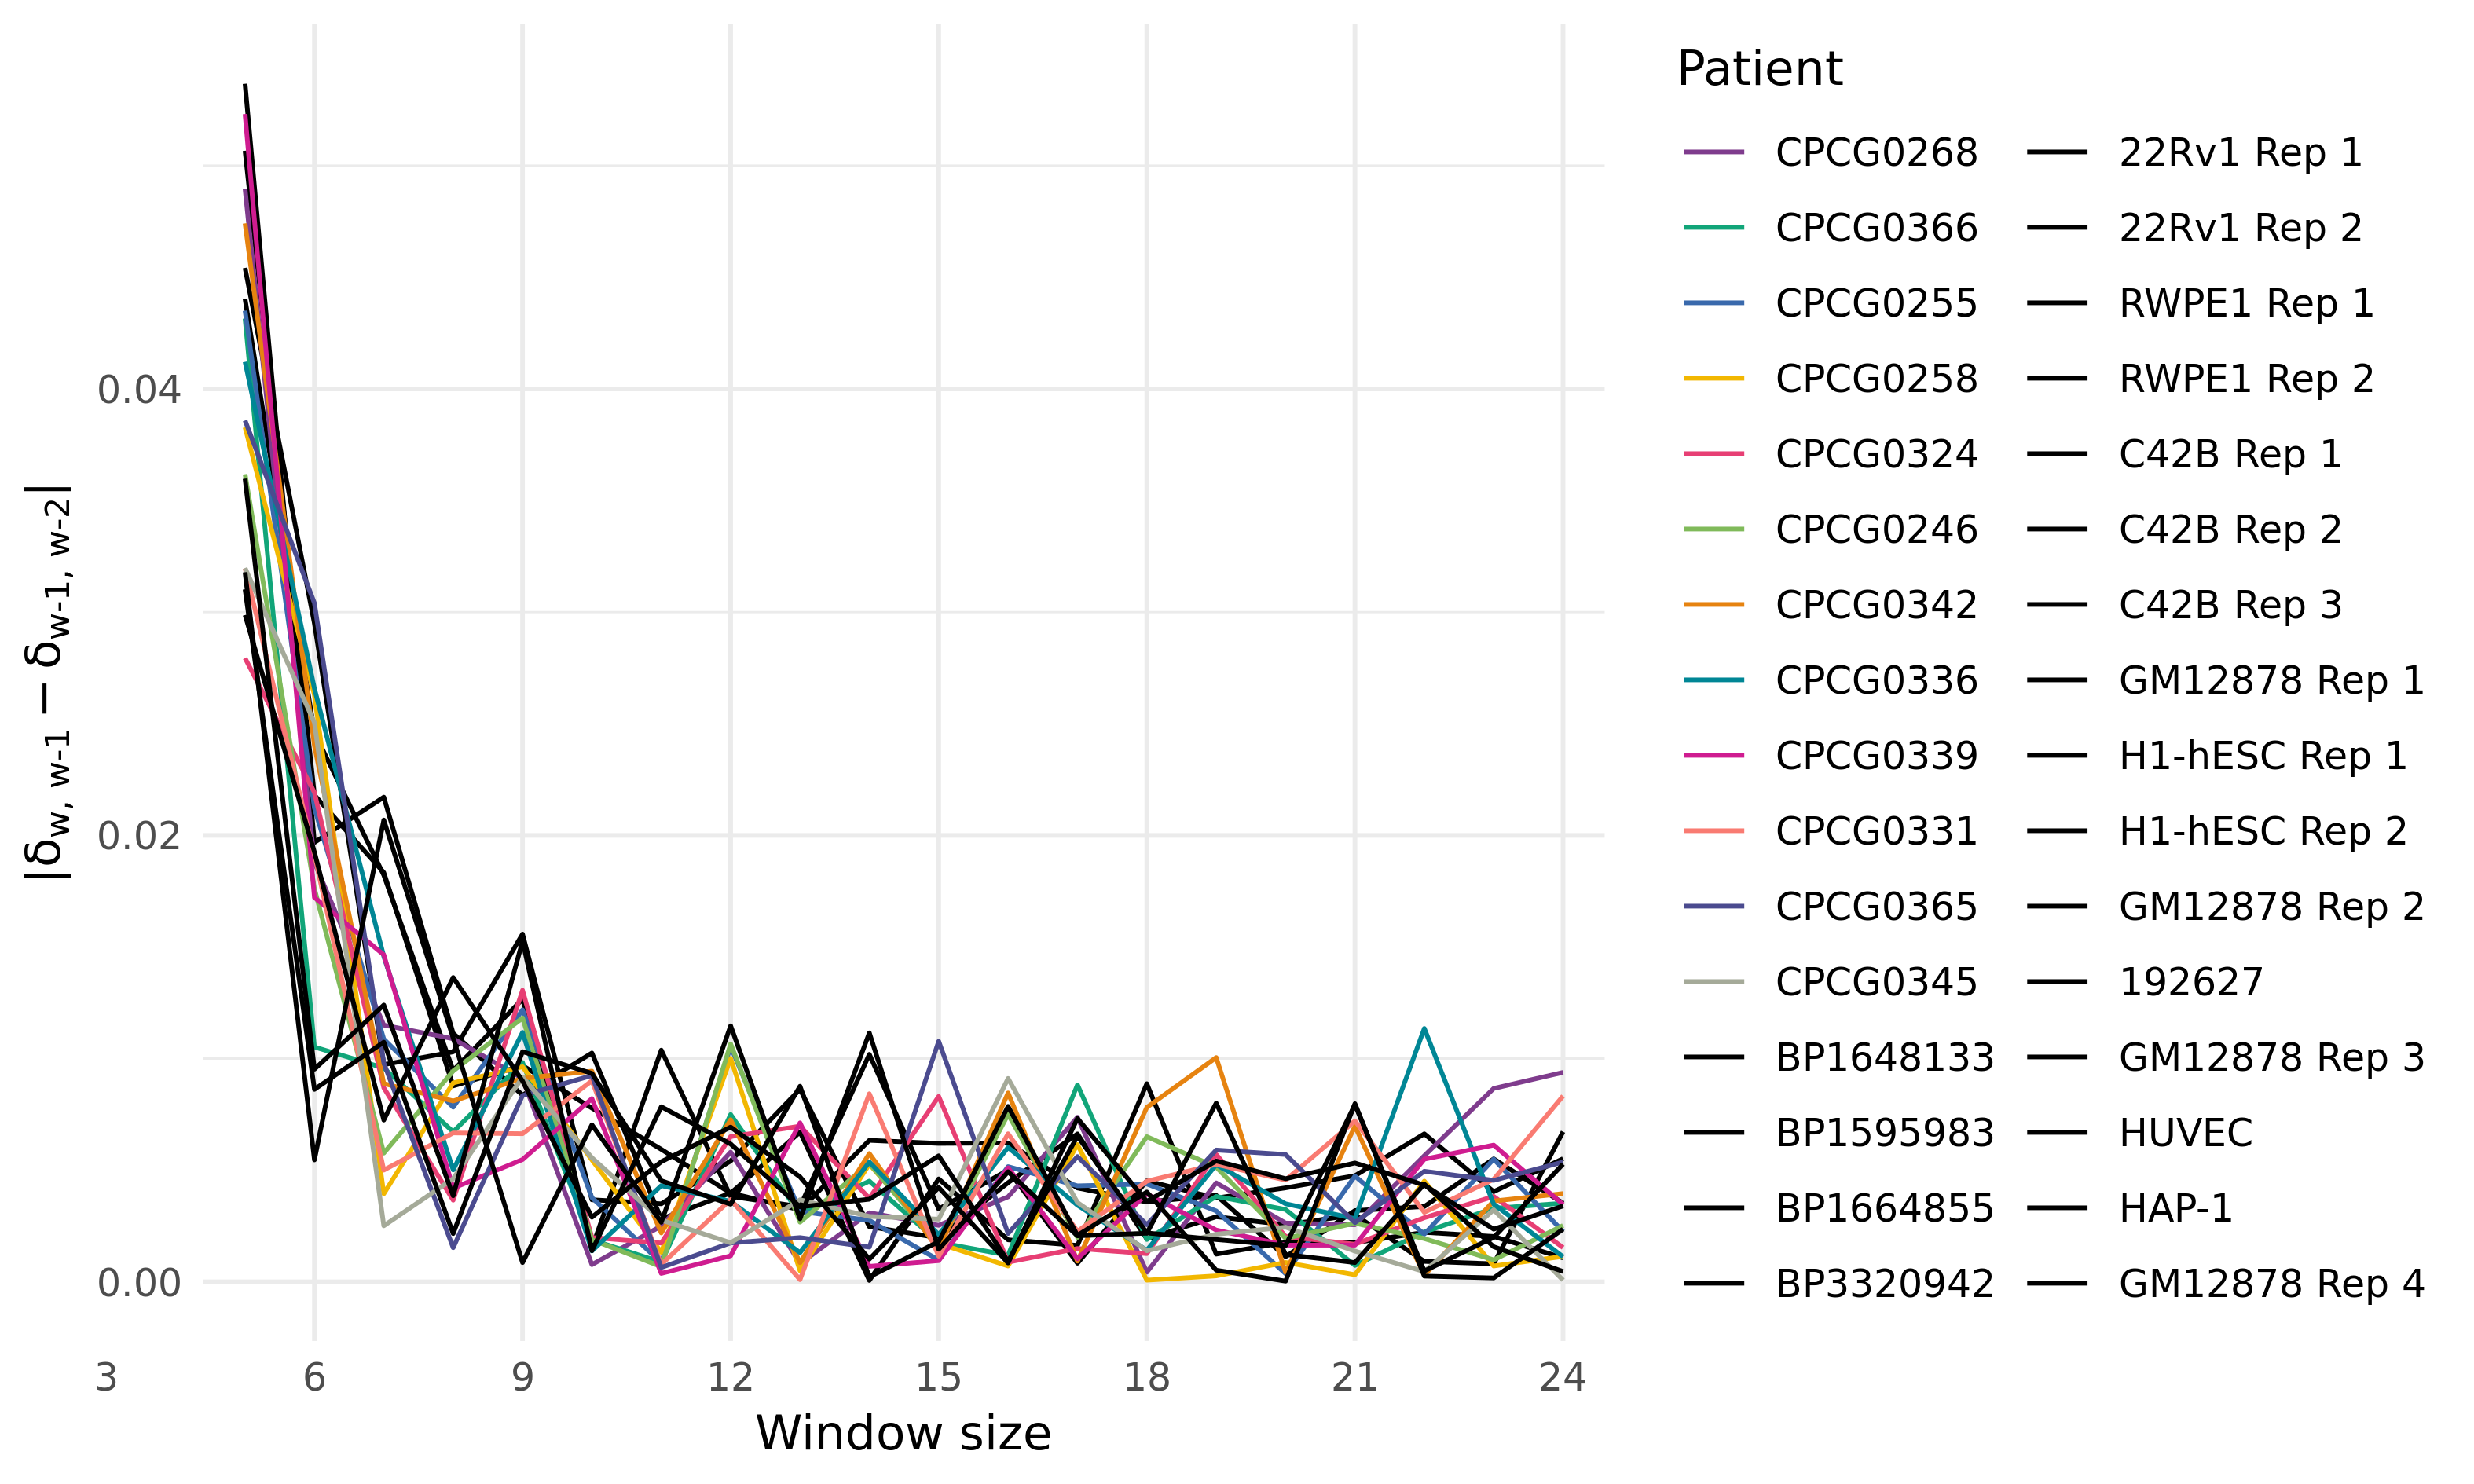 Patient
CPCG0268
CPCG0366
CPCG0255
CPCG0258
CPCG0324
CPCG0246
CPCG0342
CPCG0336
CPCG0339
CPCG0331
CPCG0365
CPCG0345
BP1648133
BP1595983
BP1664855
BP3320942
22Rv1 Rep 1
22Rv1 Rep 2
RWPE1 Rep 1
RWPE1 Rep 2
C42B Rep 1
C42B Rep 2
C42B Rep 3
GM12878 Rep 1
H1-hESC Rep 1
H1-hESC Rep 2
GM12878 Rep 2
192627
GM12878 Rep 3
HUVEC
HAP-1
GM12878 Rep 4
|δw, w-1 − δw-1, w-2|
0.04
0.02
0.00
3 6 9 12 15 18 21 24
Window size